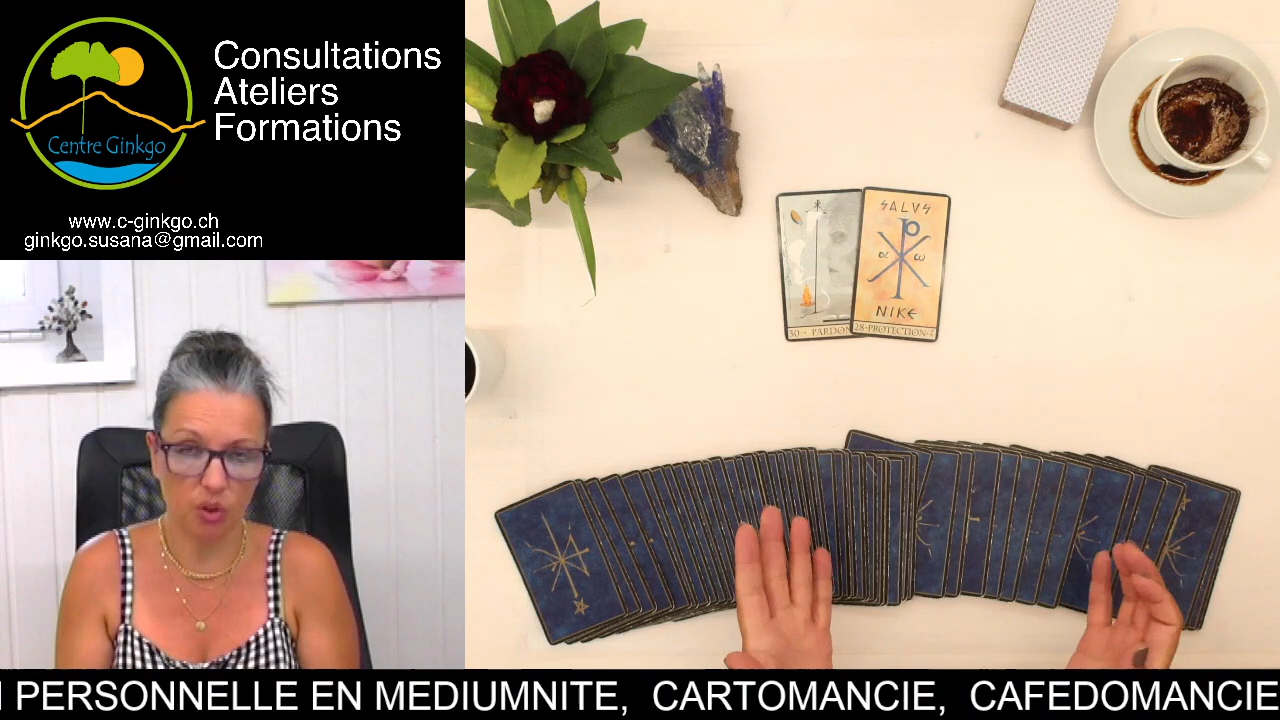 Consultations
Ateliers
Formations
Centre Ginkgo
www.c-ginkgo.ch
ginkgo.susana@gmail.com
SALVS
α ω
NIKE
30 PARDON
28·PROTECTION·
PERSONNELLE EN MEDIUMNITE, CARTOMANCIE, CAFEDOMANCIE